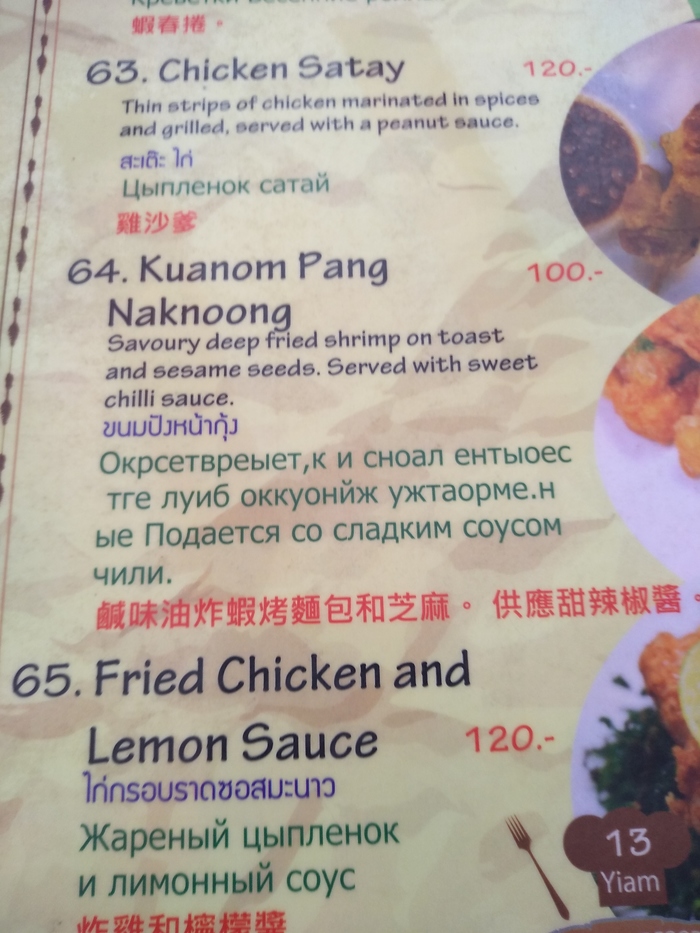 蝦春捲。
63. Chicken Satay 120.-
Thin strips of chicken marinated in spices
and grilled, served with a peanut sauce.
สะเต๊ะ ไก่
Цыпленок сатай
雞沙爹
64. Kuanom Pang 100.-
Naknoong
Savoury deep fried shrimp on toast
and sesame seeds. Served with sweet
chilli sauce.
ขนมปังหน้ากุ้ง
Окрсетвреыет,к и сноал ентыоес
тге луиб оккуонйж ужтаорме.н
ые Подается со сладким соусом
чили.
鹹味油炸蝦烤麵包和芝麻。 供應甜辣椒醬。
65. Fried Chicken and
Lemon Sauce 120.-
ไก่กรอบราดซอสมะนาว
Жареный цыпленок
и лимонный соус
炸雞和檸檬醬
13
Yiam